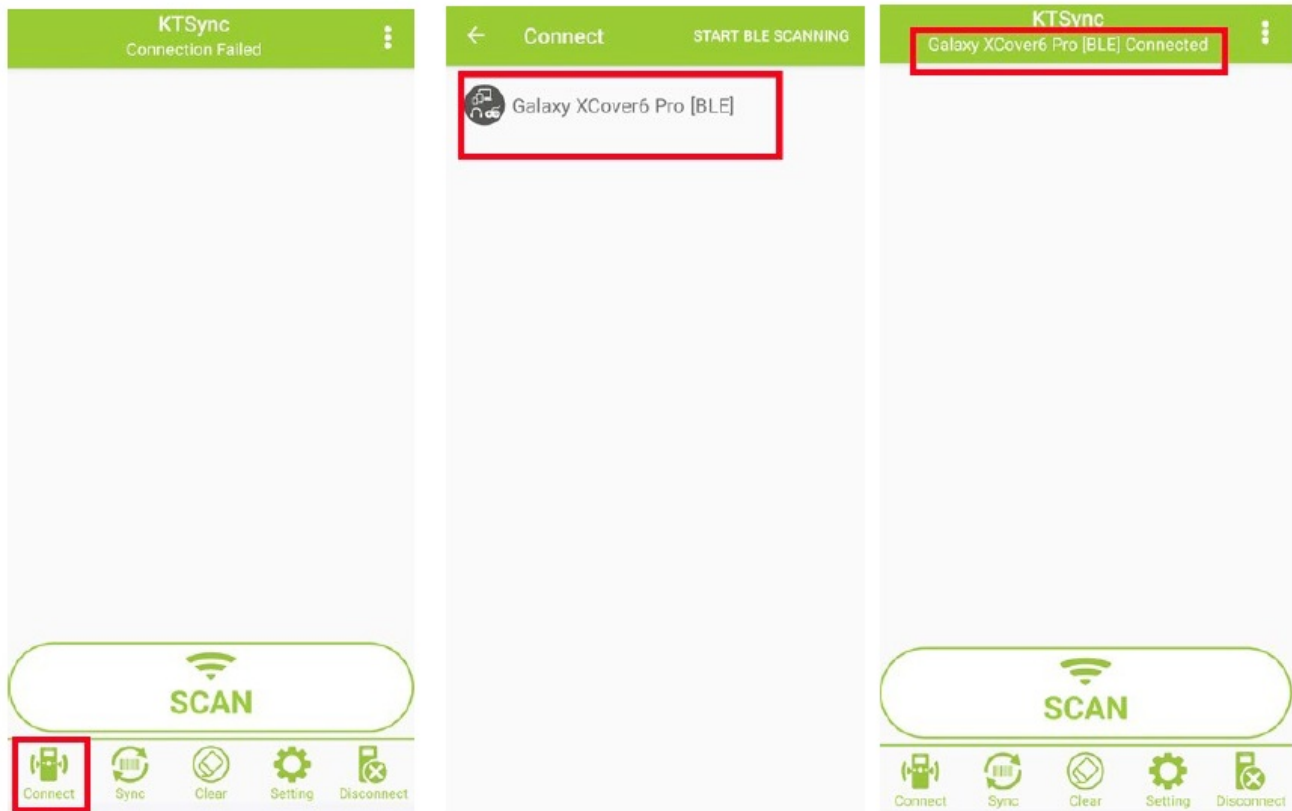 KTSync
Connection Failed
SCAN
Connect
Sync
Clear
Setting
Disconnect
Connect
START BLE SCANNING
Galaxy XCover6 Pro [BLE]
KTSync
Galaxy XCover6 Pro [BLE] Connected
SCAN
Connect
Sync
Clear
Setting
Disconnect